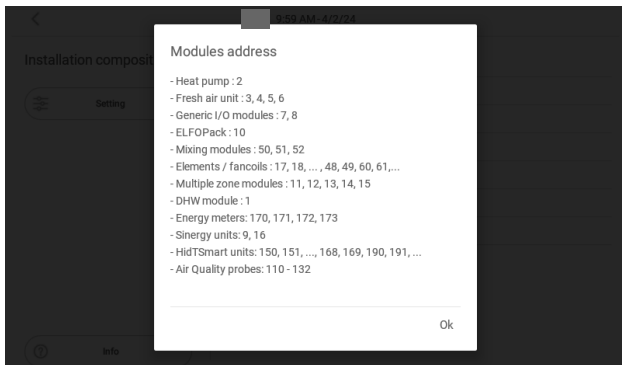 9:59 AM - 4/2/24
Installation composit
Setting
Modules address
- Heat pump : 2
- Fresh air unit : 3, 4, 5, 6
- Generic I/O modules : 7, 8
- ELFOPack : 10
- Mixing modules : 50, 51, 52
- Elements / fancoils : 17, 18, ... , 48, 49, 60, 61,...
- Multiple zone modules : 11, 12, 13, 14, 15
- DHW module : 1
- Energy meters: 170, 171, 172, 173
- Sinergy units: 9, 16
- HidTSmart units: 150, 151, ..., 168, 169, 190, 191, ...
- Air Quality probes: 110 - 132
Ok
Info